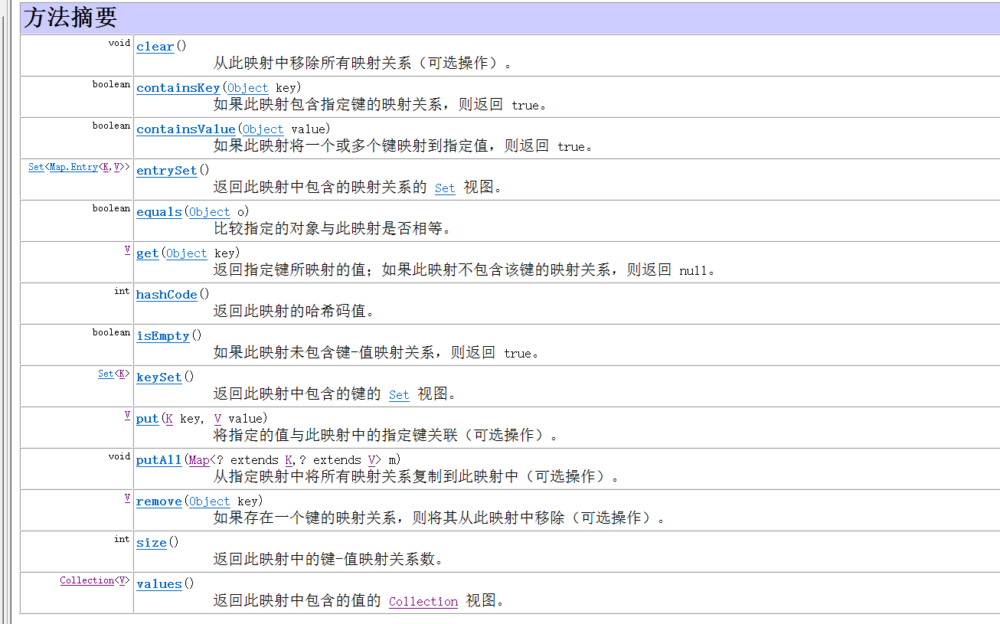 方法摘要
void clear()
从此映射中移除所有映射关系（可选操作）。
boolean containsKey(Object key)
如果此映射包含指定键的映射关系，则返回 true。
boolean containsValue(Object value)
如果此映射将一个或多个键映射到指定值，则返回 true。
Set<Map.Entry<K,V>> entrySet()
返回此映射中包含的映射关系的 Set 视图。
boolean equals(Object o)
比较指定的对象与此映射是否相等。
V get(Object key)
返回指定键所映射的值；如果此映射不包含该键的映射关系，则返回 null。
int hashCode()
返回此映射的哈希码值。
boolean isEmpty()
如果此映射未包含键-值映射关系，则返回 true。
Set<K> keySet()
返回此映射中包含的键的 Set 视图。
V put(K key, V value)
将指定的值与此映射中的指定键关联（可选操作）。
void putAll(Map<? extends K,? extends V> m)
从指定映射中将所有映射关系复制到此映射中（可选操作）。
V remove(Object key)
如果存在一个键的映射关系，则将其从此映射中移除（可选操作）。
int size()
返回此映射中的键-值映射关系数。
Collection<V> values()
返回此映射中包含的值的 Collection 视图。